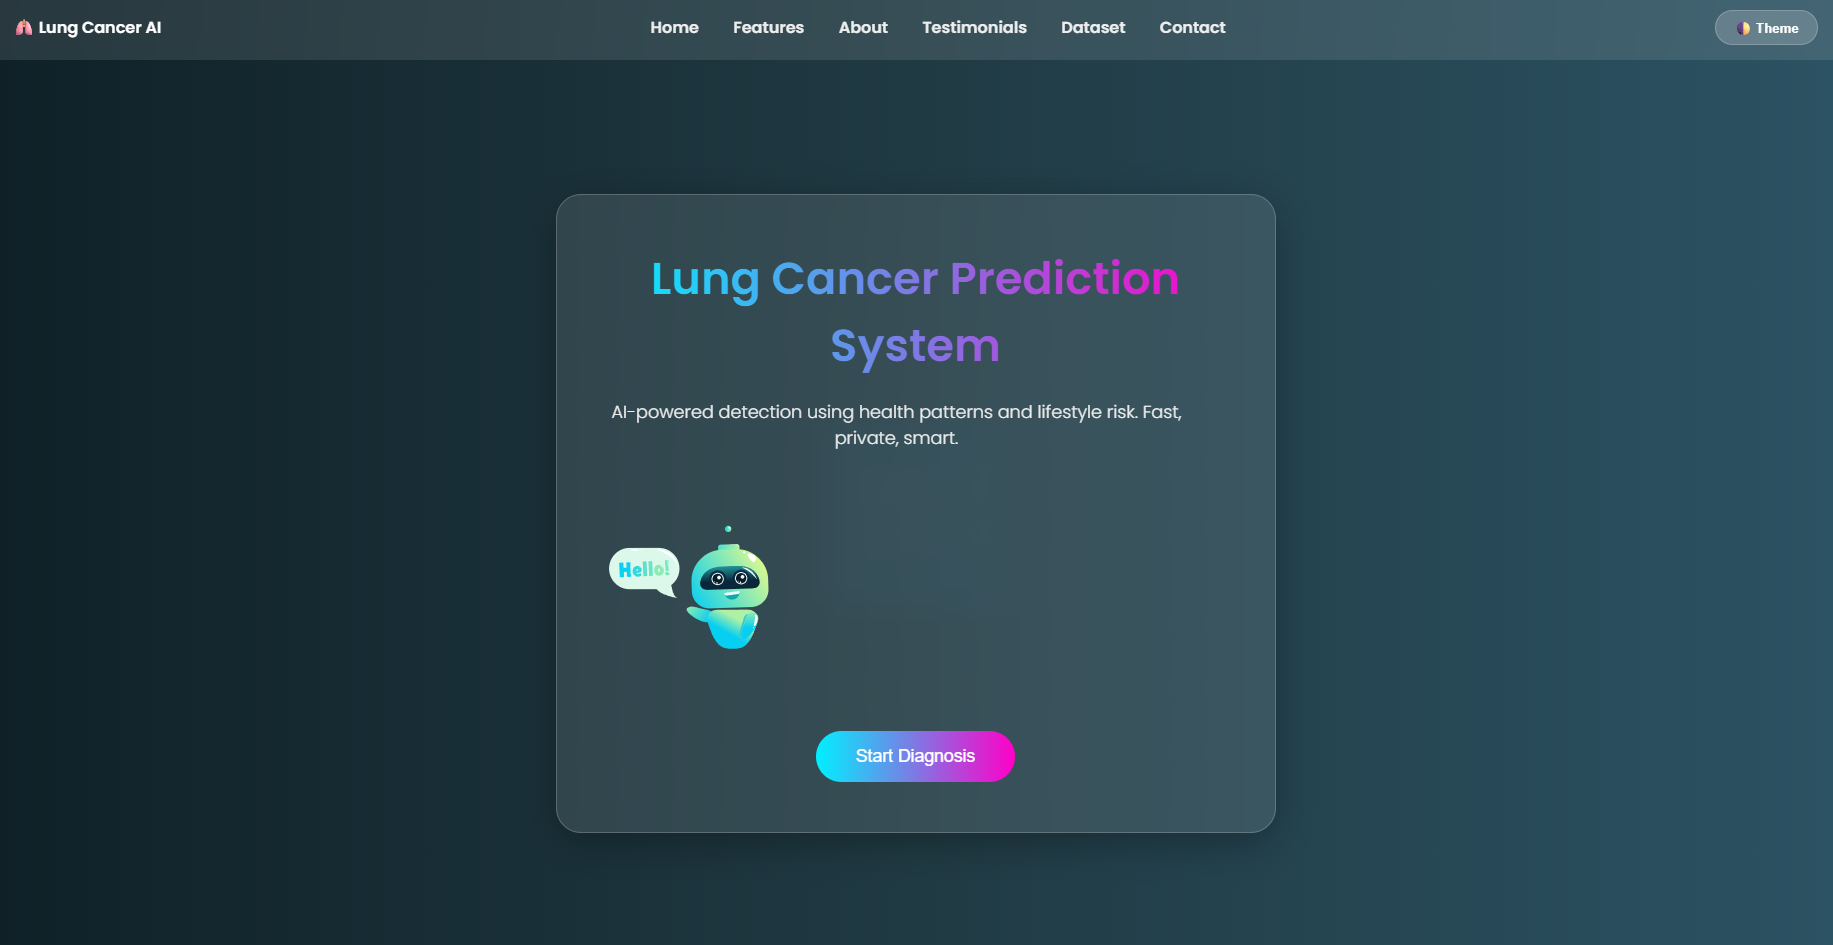 Lung Cancer AI
Home Features About Testimonials Dataset Contact
Theme
Lung Cancer Prediction
System
AI-powered detection using health patterns and lifestyle risk. Fast,
private, smart.
Hello!
Start Diagnosis